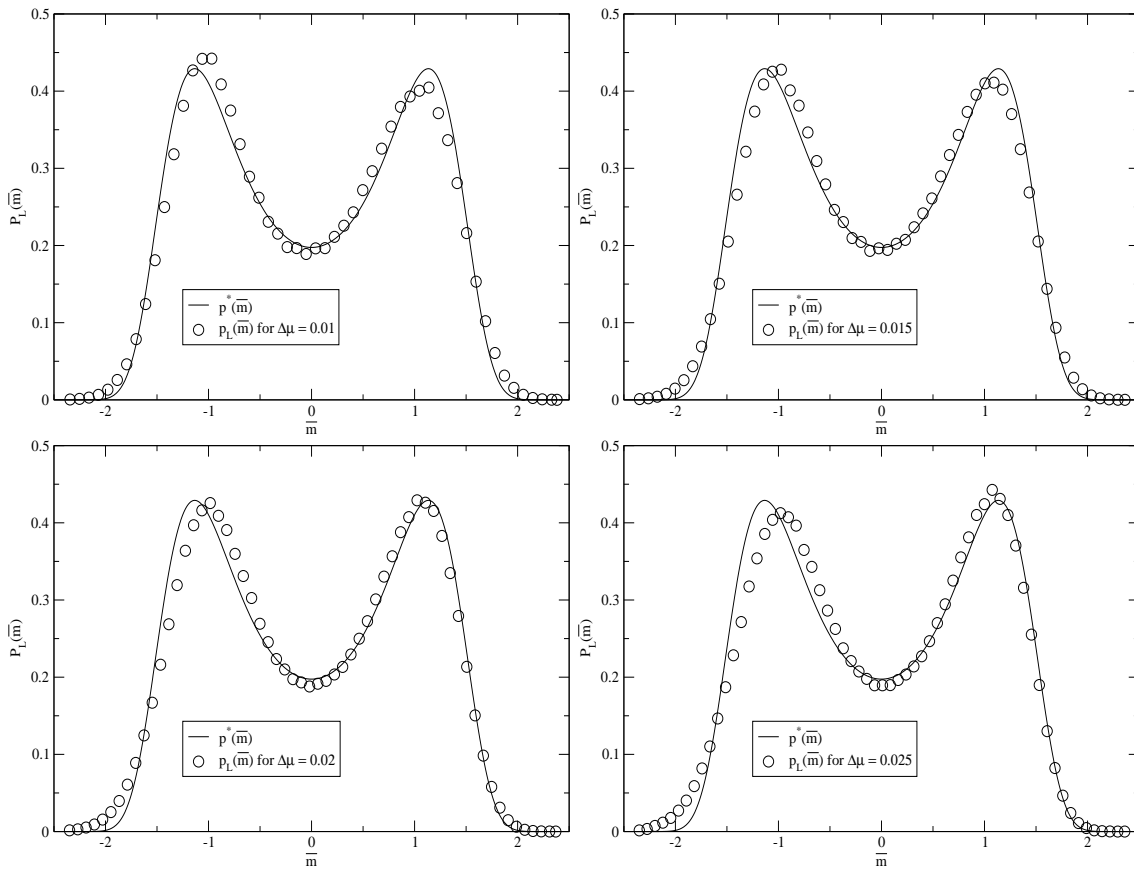 0.5
0.4
0.3
0.2
0.1
0
P_L(m̅)
-2 -1 0 1 2
m̅
p*(m̅)
p_L(m̅) for Δμ = 0.01
0.5
0.4
0.3
0.2
0.1
0
P_L(m̅)
-2 -1 0 1 2
m̅
p*(m̅)
p_L(m̅) for Δμ = 0.015
0.5
0.4
0.3
0.2
0.1
0
P_L(m̅)
-2 -1 0 1 2
m̅
p*(m̅)
p_L(m̅) for Δμ = 0.02
0.5
0.4
0.3
0.2
0.1
0
P_L(m̅)
-2 -1 0 1 2
m̅
p*(m̅)
p_L(m̅) for Δμ = 0.025